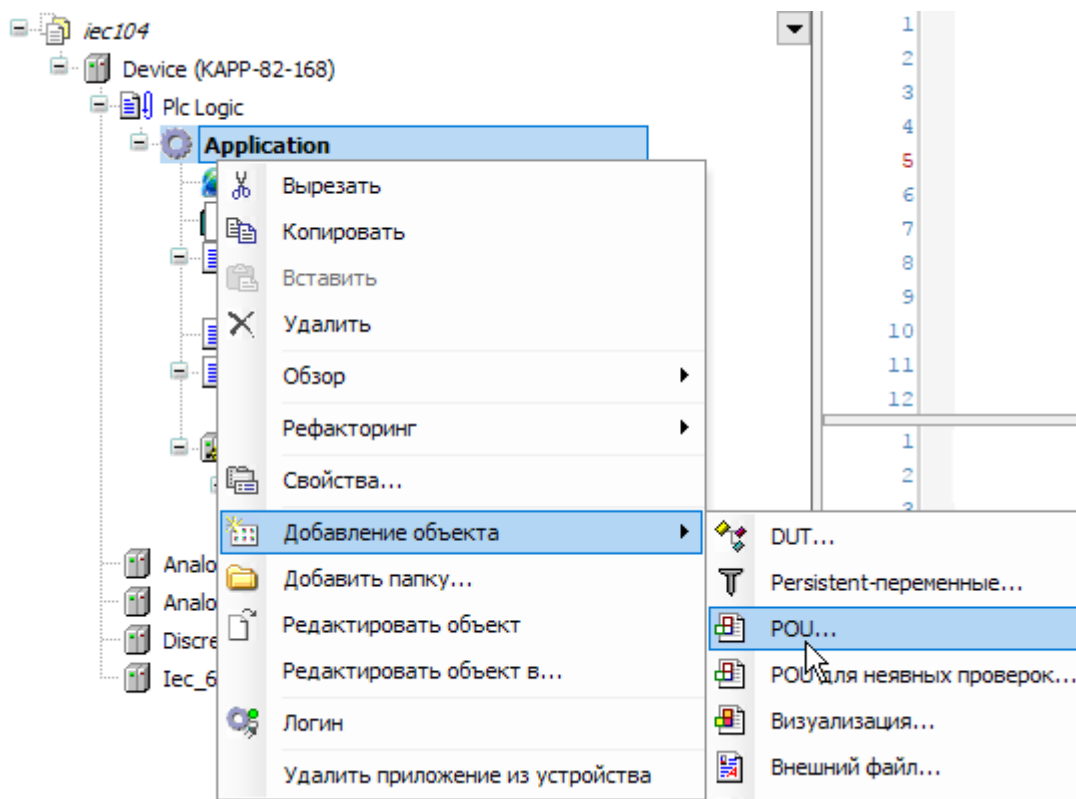 iec104
Device (KAPP-82-168)
Plc Logic
Application
Вырезать
Копировать
Вставить
Удалить
Обзор
Рефакторинг
Свойства...
Добавление объекта
Добавить папку...
Редактировать объект
Редактировать объект в...
Логин
Удалить приложение из устройства
Analo
Analo
Discre
Iec_6
DUT...
Persistent-переменные...
POU...
POU для неявных проверок...
Визуализация...
Внешний файл...
1
2
3
4
5
6
7
8
9
10
11
12
1
2
3